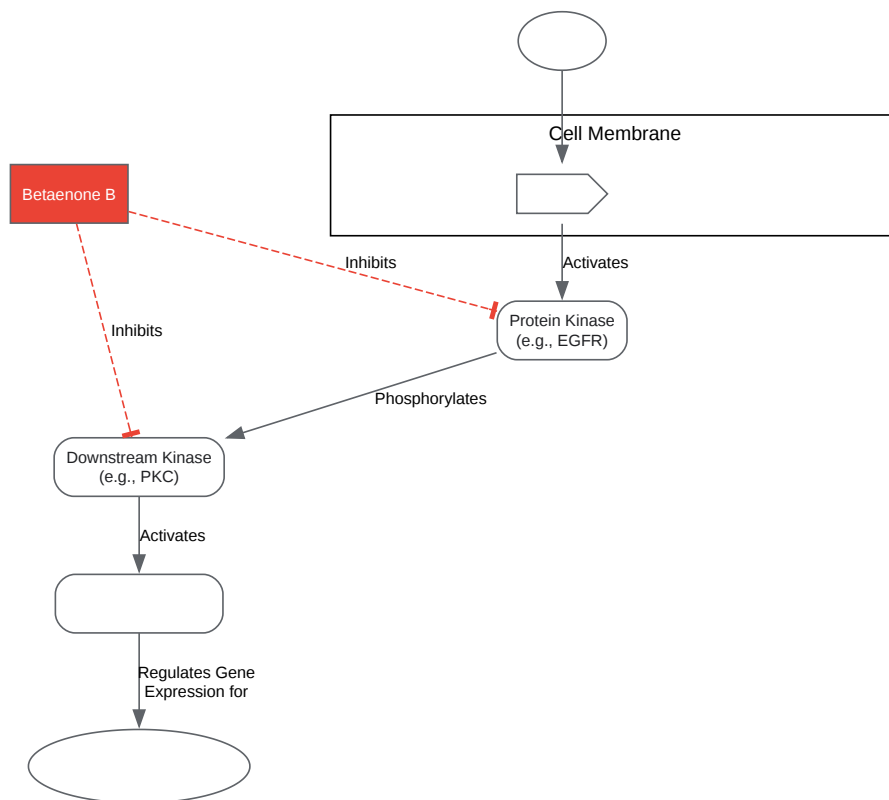 Cell Membrane
Betaenone B
Inhibits
Activates
Inhibits
Protein Kinase
(e.g., EGFR)
Phosphorylates
Downstream Kinase
(e.g., PKC)
Activates
Regulates Gene
Expression for